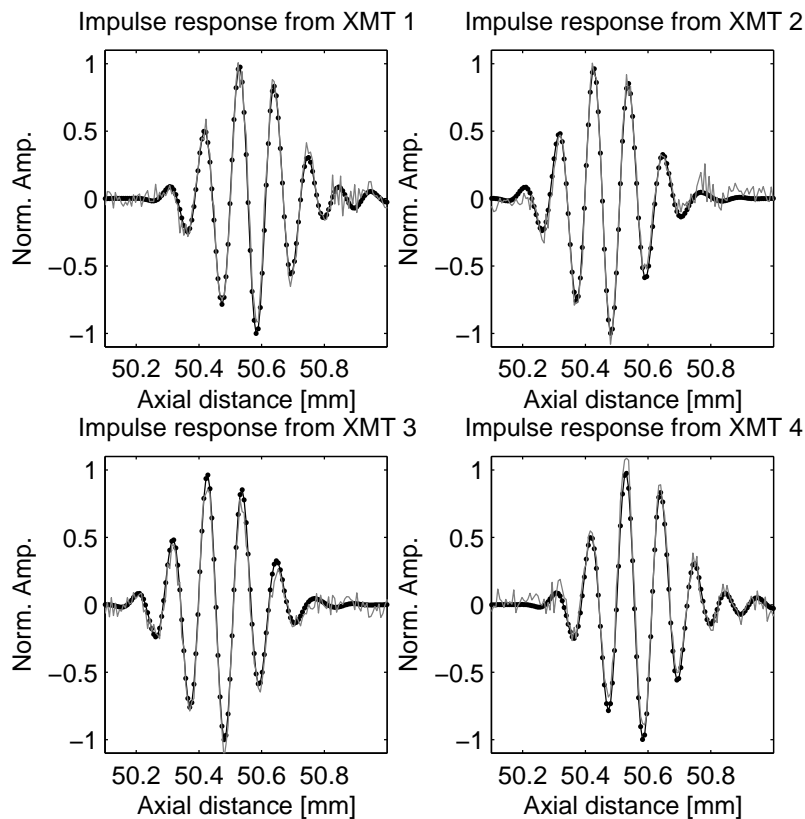 Impulse response from XMT 1
1
0.5
0
−0.5
−1
Norm. Amp.
50.2 50.4 50.6 50.8
Axial distance [mm]
Impulse response from XMT 2
1
0.5
0
−0.5
−1
Norm. Amp.
50.2 50.4 50.6 50.8
Axial distance [mm]
Impulse response from XMT 3
1
0.5
0
−0.5
−1
Norm. Amp.
50.2 50.4 50.6 50.8
Axial distance [mm]
Impulse response from XMT 4
1
0.5
0
−0.5
−1
Norm. Amp.
50.2 50.4 50.6 50.8
Axial distance [mm]